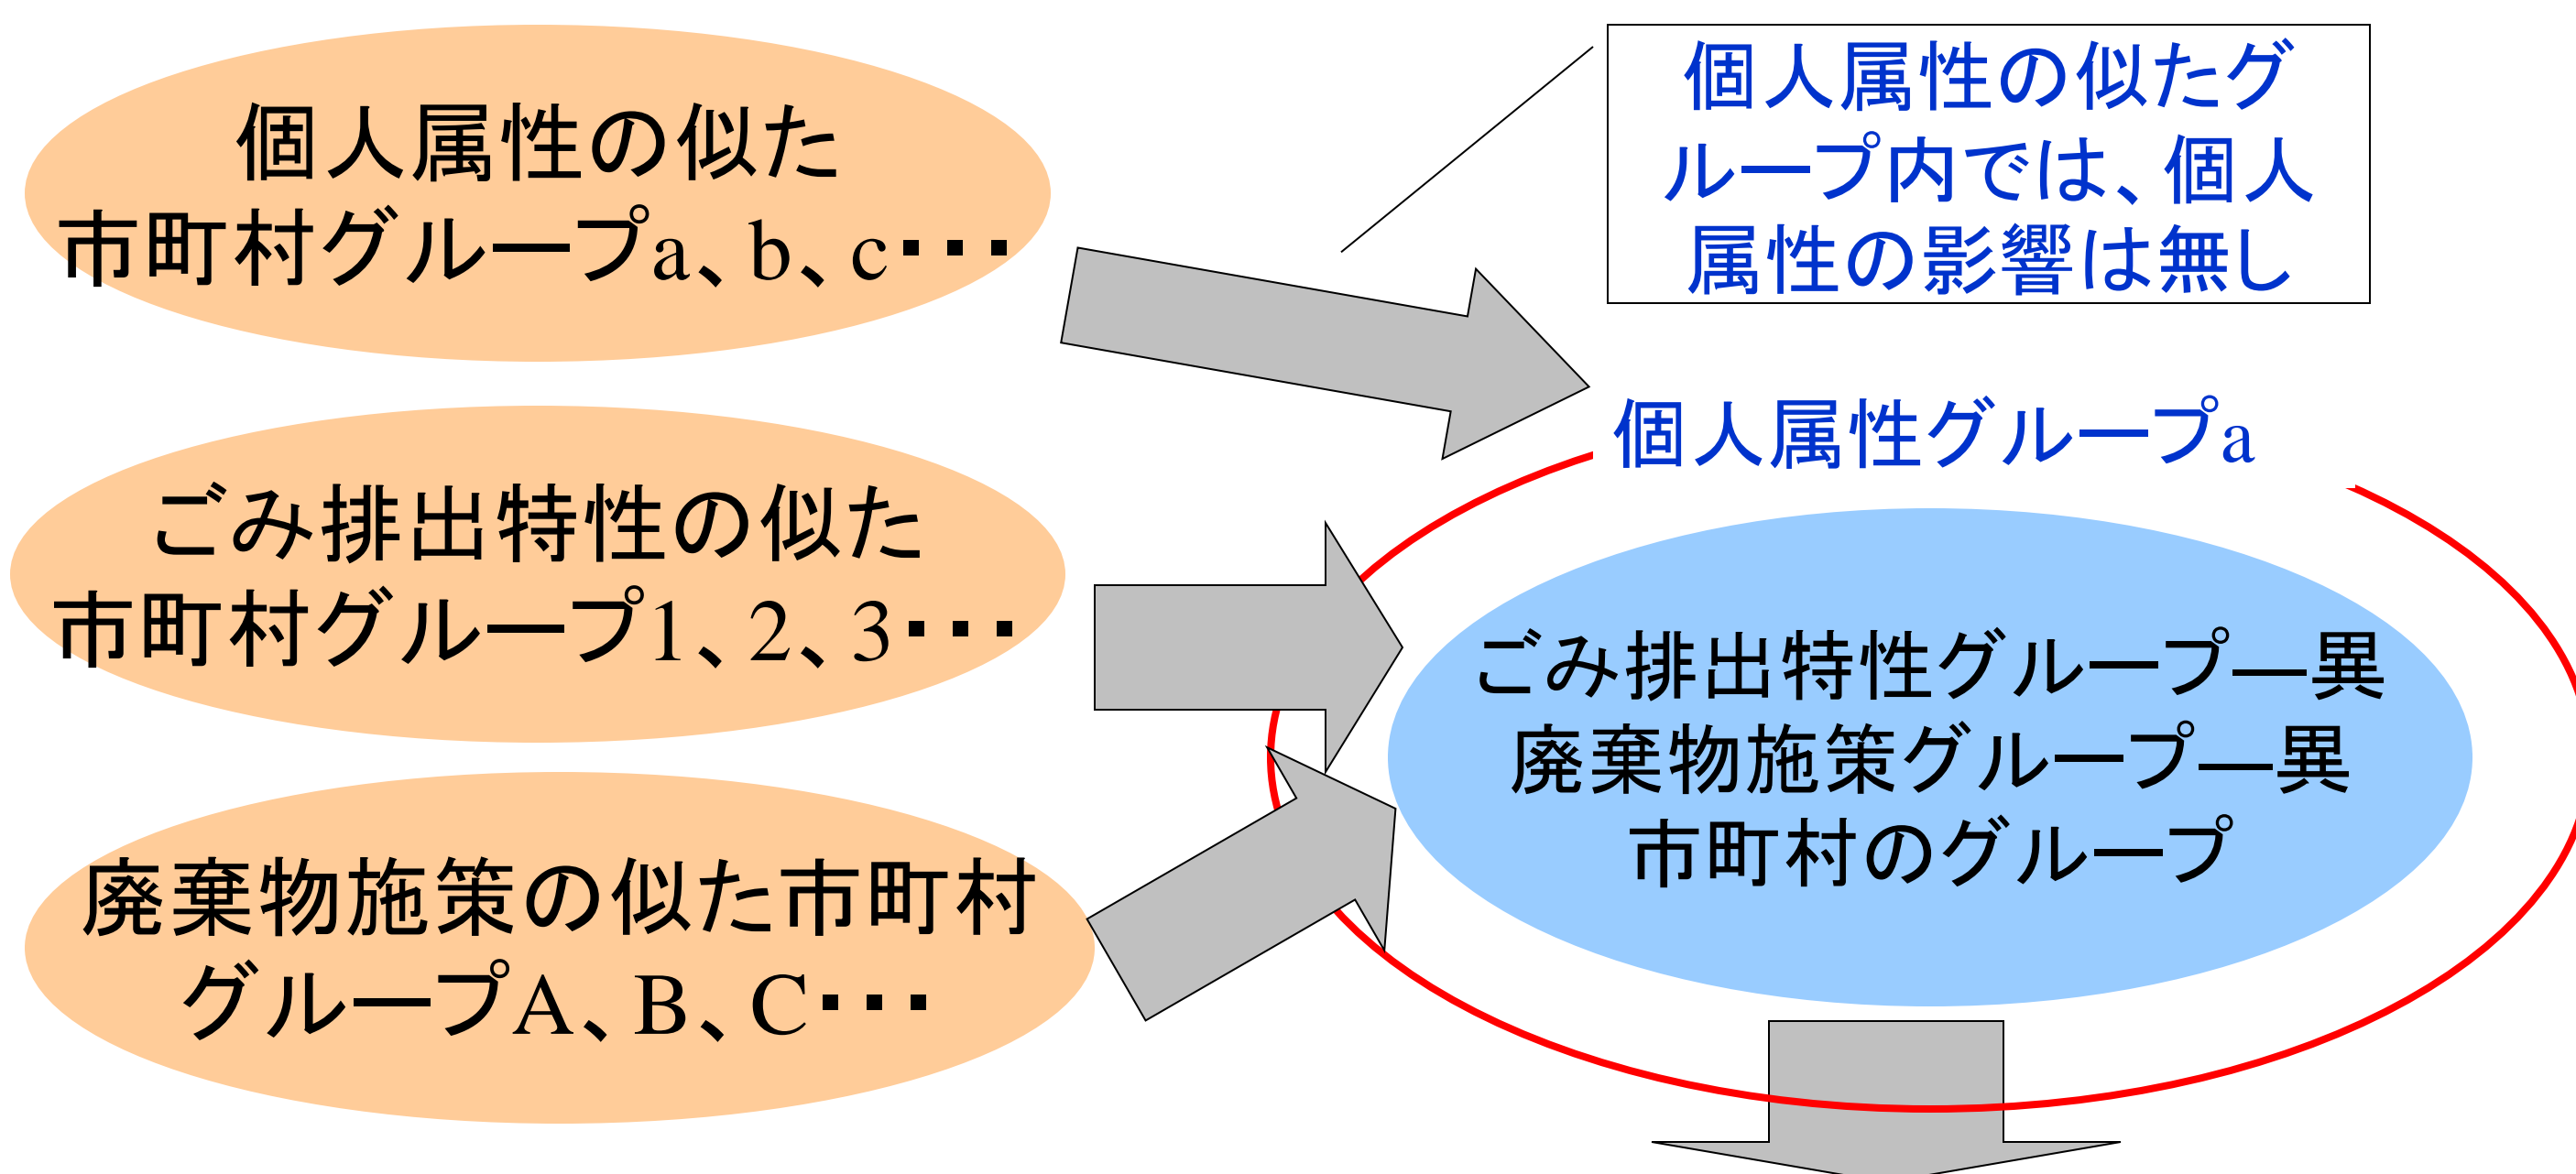 個人属性の似た
市町村グループa、b、c･･･
ごみ排出特性の似た
市町村グループ1、2、3･･･
廃棄物施策の似た市町村
グループA、B、C･･･
個人属性の似たグ
ループ内では、個人
属性の影響は無し
個人属性グループa
ごみ排出特性グループ―異
廃棄物施策グループ―異
市町村のグループ